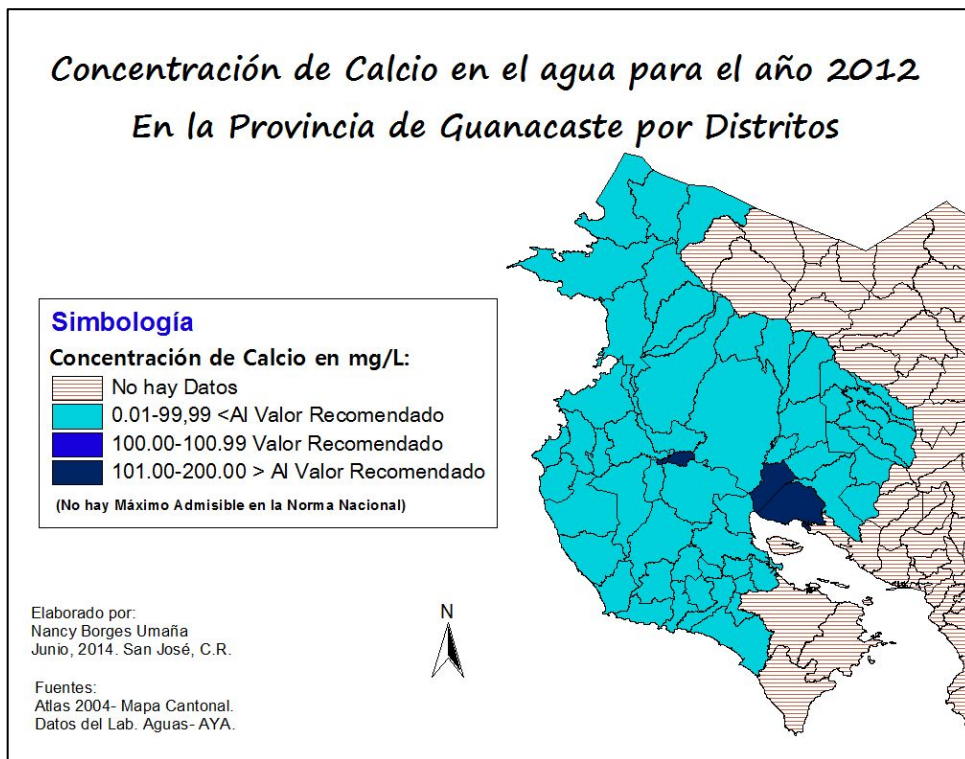 Concentración de Calcio en el agua para el año 2012
En la Provincia de Guanacaste por Distritos
Simbología
Concentración de Calcio en mg/L:
No hay Datos
0.01-99,99 <Al Valor Recomendado
100.00-100.99 Valor Recomendado
101.00-200.00 > Al Valor Recomendado
(No hay Máximo Admisible en la Norma Nacional)
Elaborado por:
Nancy Borges Umaña
Junio, 2014. San José, C.R.
N
Fuentes:
Atlas 2004- Mapa Cantonal.
Datos del Lab. Aguas- AYA.